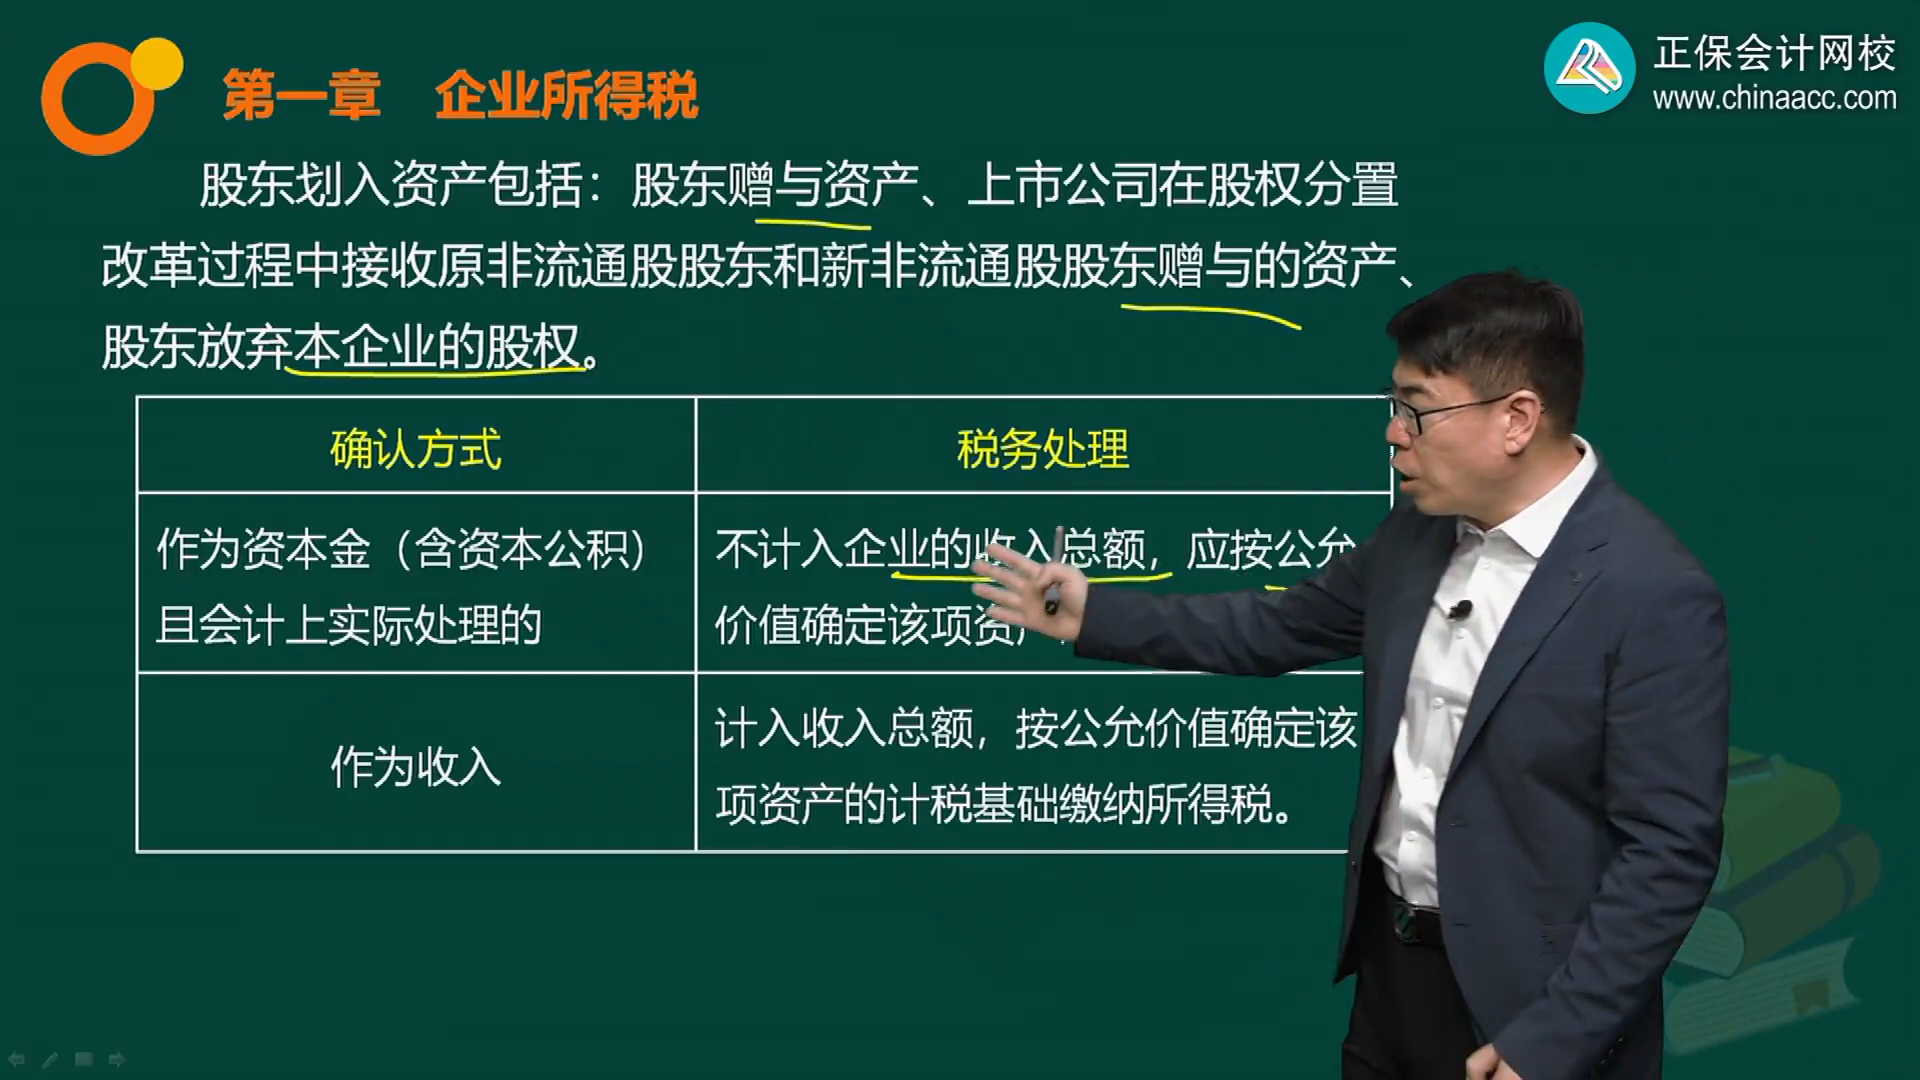 正保会计网校
www.chinaacc.com
第一章 企业所得税
股东划入资产包括：股东赠与资产、上市公司在股权分置
改革过程中接收原非流通股股东和新非流通股股东赠与的资产、
股东放弃本企业的股权。
确认方式
税务处理
作为资本金（含资本公积）
且会计上实际处理的
不计入企业的收入总额，应按公允
价值确定该项资
作为收入
计入收入总额，按公允价值确定该
项资产的计税基础缴纳所得税。